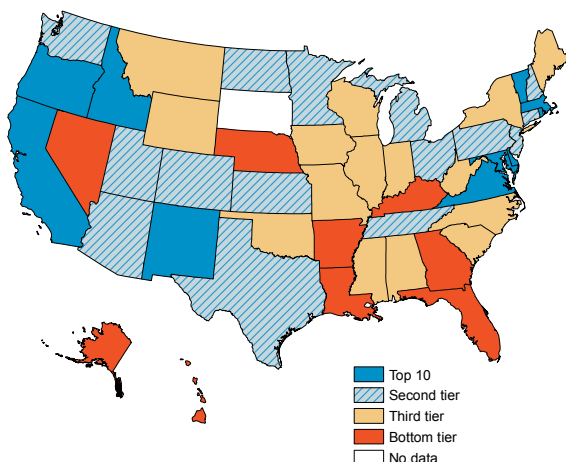 Top 10
Second tier
Third tier
Bottom tier
No data